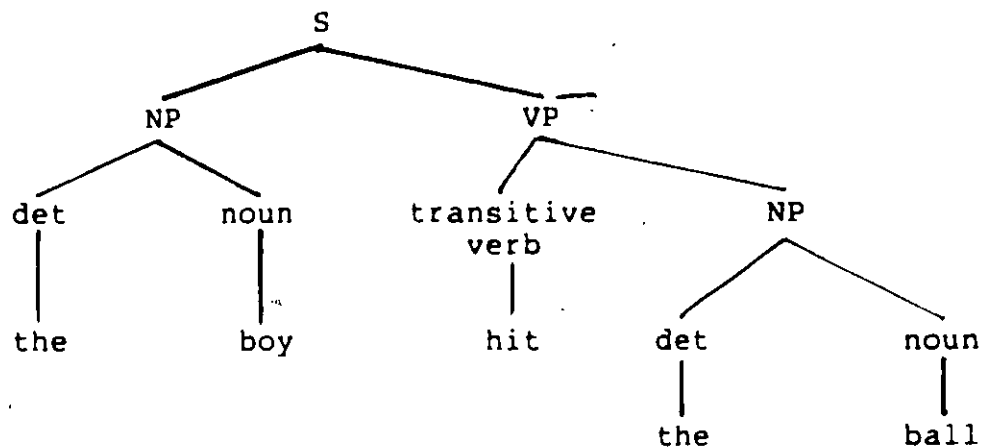 S
NP VP
det noun transitive verb NP
the boy hit det noun
the ball